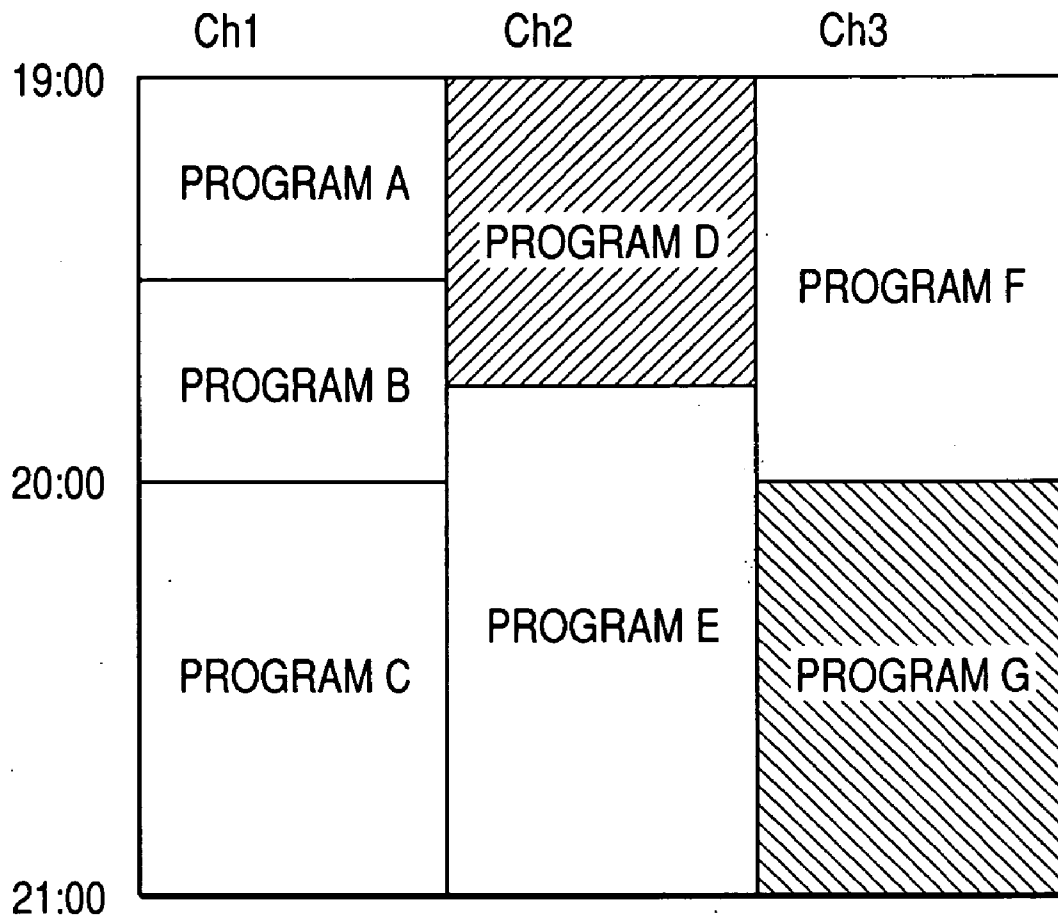 Ch1 Ch2 Ch3
19:00
PROGRAM A
PROGRAM D
PROGRAM F
PROGRAM B
20:00
PROGRAM E
PROGRAM C
PROGRAM G
21:00